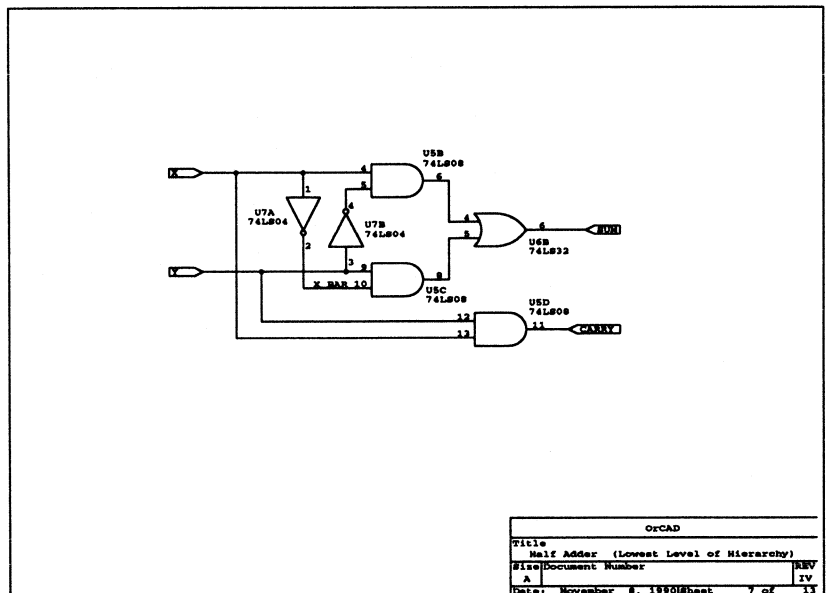 U5B
74LS08
X
4
6
5
1
4
4
U7A
74LS04
U7B
74LS04
6
SUM
5
U6B
74LS32
2
3
Y
9
8
X_BAR 10
U5C
74LS08
U5D
74LS08
12
11
CARRY
13
OrCAD
Title
Half Adder (Lowest Level of Hierarchy)
Size Document Number REV
A IV
Date: November 8, 1990 Sheet 7 of 13